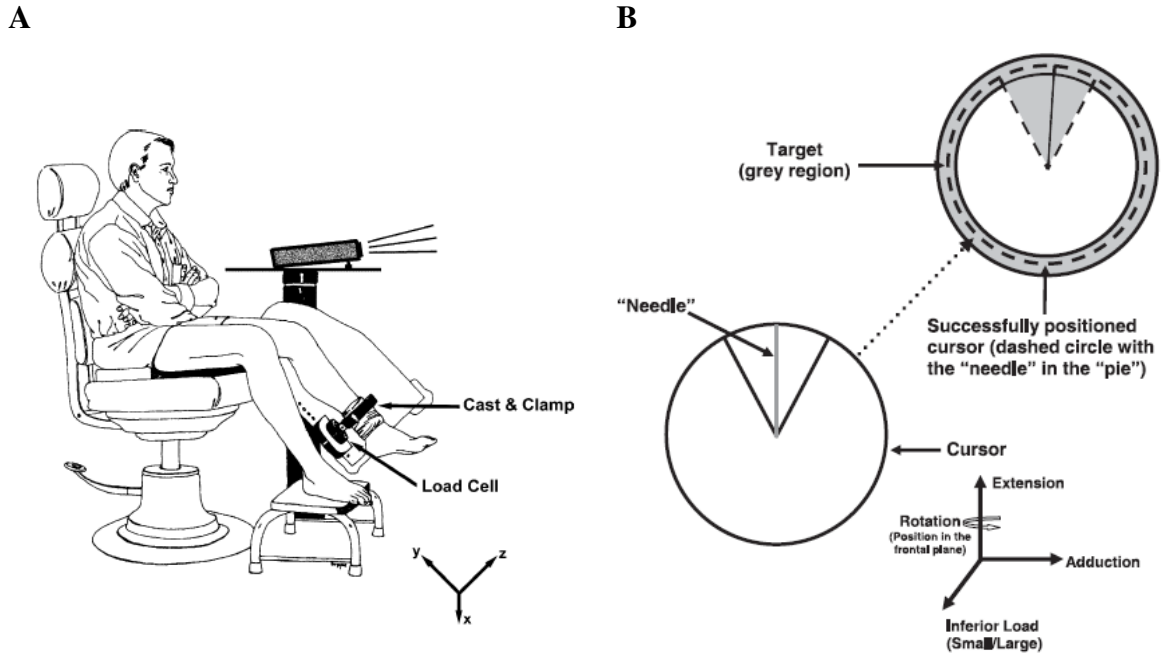 A
B
Cast & Clamp
Load Cell
y
z
x
Target
(grey region)
"Needle"
Successfully positioned
cursor (dashed circle with
the "needle" in the "pie")
Cursor
Extension
Rotation
(Position in the
frontal plane)
Adduction
Inferior Load
(Small/Large)